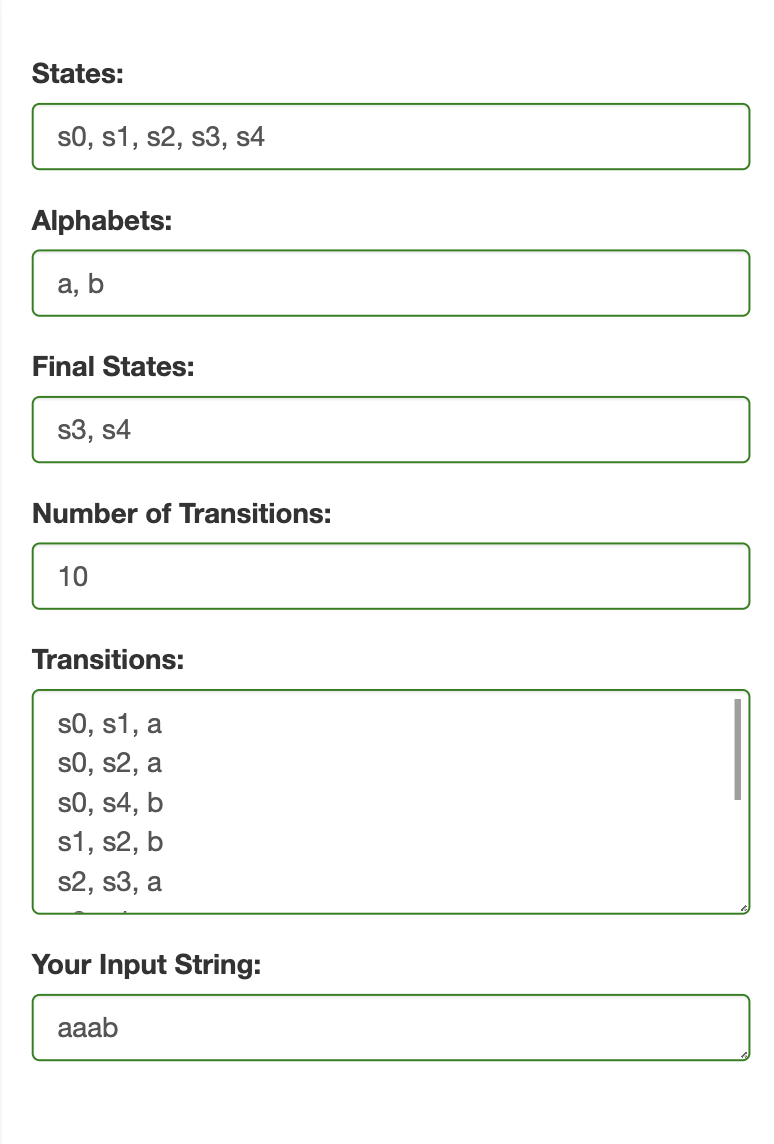 States:
s0, s1, s2, s3, s4
Alphabets:
a, b
Final States:
s3, s4
Number of Transitions:
10
Transitions:
s0, s1, a
s0, s2, a
s0, s4, b
s1, s2, b
s2, s3, a
Your Input String:
aaab